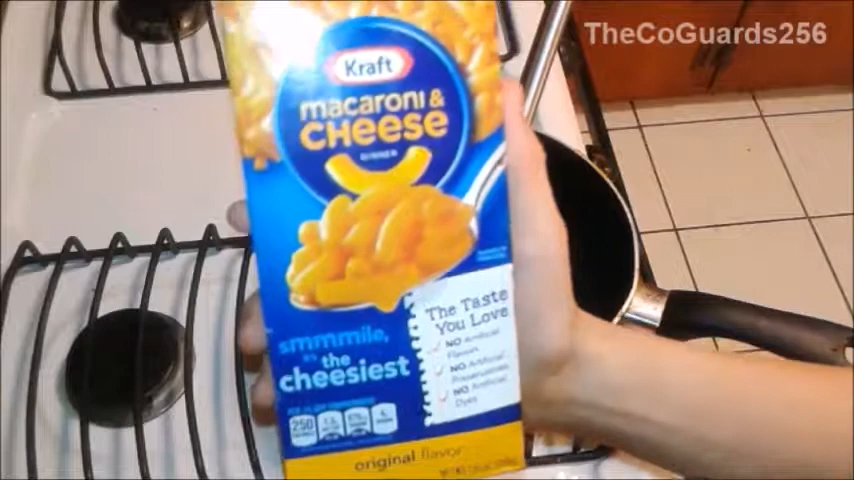 TheCoGuards256
Kraft
macaroni &
CHeese
DINNER
The Taste
You Love
NO Artificial
Flavors
NO Artificial
Preservatives
NO Artificial
Dyes
smmmile,
it's the
cheesiest
250
original flavor